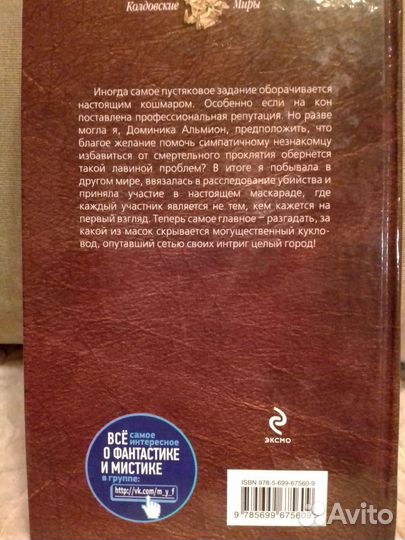 Колдовские Миры
Иногда самое пустяковое задание оборачивается
настоящим кошмаром. Особенно если на кон
поставлена профессиональная репутация. Но разве
могла я, Доминика Альмион, предположить, что
благое желание помочь симпатичному незнакомцу
избавиться от смертельного проклятия обернется
такой лавиной проблем? В итоге я побывала в
другом мире, ввязалась в расследование убийства и
приняла участие в настоящем маскараде, где
каждый участник является не тем, кем кажется на
первый взгляд. Теперь самое главное – разгадать, за
какой из масок скрывается могущественный кукло-
вод, опутавший сетью своих интриг целый город!
ВСЁ самое интересное
О ФАНТАСТИКЕ
И МИСТИКЕ
в группе:
http://vk.com/m_y_f
ЭКСМО
ISBN 978-5-699-67560-9
9 785699 675609 >
Avito